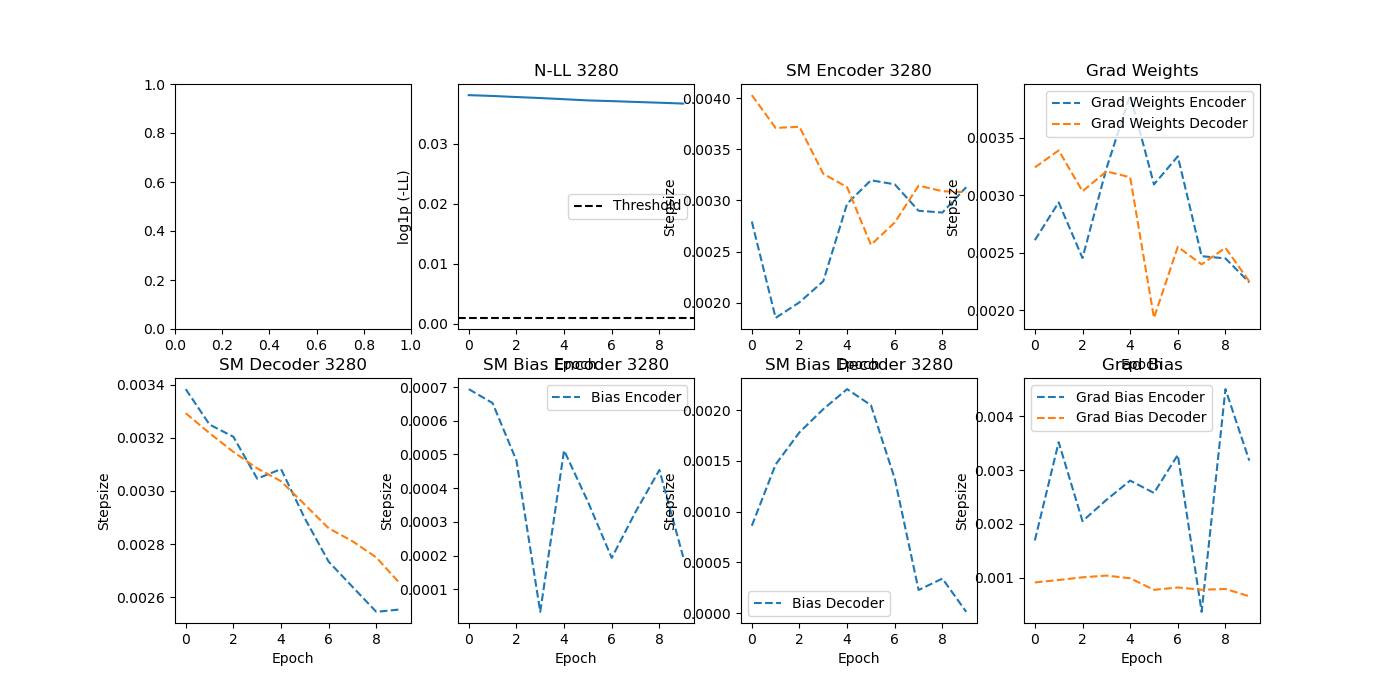 N-LL 3280
SM Encoder 3280
Grad Weights
1.0
0.8
0.6
0.4
0.2
0.0
0.0 0.2 0.4 0.6 0.8 1.0
log1p (-LL)
0.03
0.02
0.01
0.00
Threshold
0 2 4 6 8
Epoch
Stepsize
0.0040
0.0035
0.0030
0.0025
0.0020
0 2 4 6 8
Epoch
Stepsize
0.0035
0.0030
0.0025
0.0020
Grad Weights Encoder
Grad Weights Decoder
0 2 4 6 8
Epoch
SM Decoder 3280
SM Bias Encoder 3280
SM Bias Decoder 3280
Grad Bias
Stepsize
0.0034
0.0032
0.0030
0.0028
0.0026
0 2 4 6 8
Epoch
Stepsize
0.0007
0.0006
0.0005
0.0004
0.0003
0.0002
0.0001
Bias Encoder
0 2 4 6 8
Epoch
Stepsize
0.0020
0.0015
0.0010
0.0005
0.0000
Bias Decoder
0 2 4 6 8
Epoch
Stepsize
0.004
0.003
0.002
0.001
Grad Bias Encoder
Grad Bias Decoder
0 2 4 6 8
Epoch